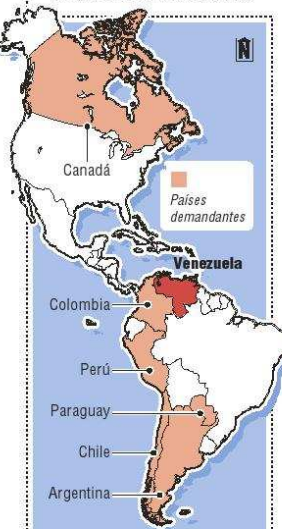 N
Canadá
Países
demandantes
Venezuela
Colombia
Perú
Paraguay
Chile
Argentina